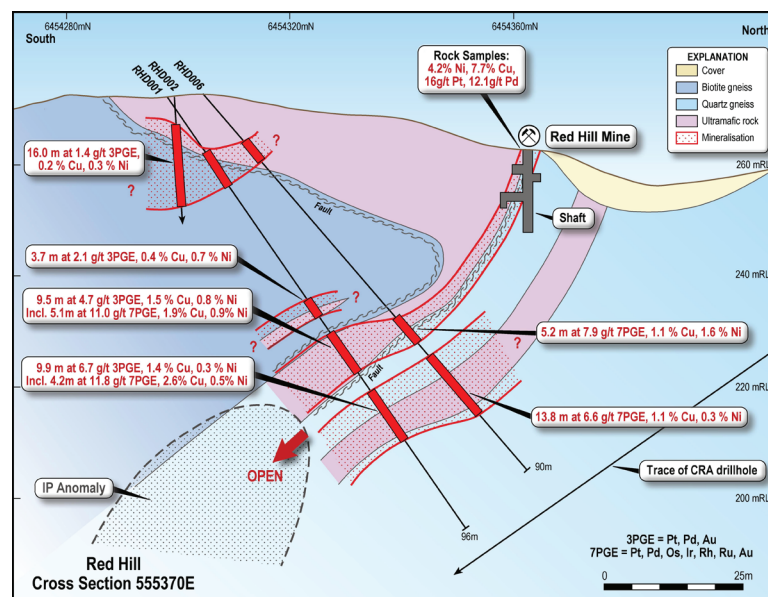 6454280mN
6454320mN
6454360mN
South
North
RHD001
RHD002
RHD006
Rock Samples:
4.2% Ni, 7.7% Cu,
16g/t Pt, 12.1g/t Pd
EXPLANATION
Cover
Biotite gneiss
Quartz gneiss
Ultramafic rock
Mineralisation
Red Hill Mine
?
16.0 m at 1.4 g/t 3PGE,
0.2 % Cu, 0.3 % Ni
260 mRL
?
Fault
Shaft
3.7 m at 2.1 g/t 3PGE, 0.4 % Cu, 0.7 % Ni
240 mRL
9.5 m at 4.7 g/t 3PGE, 1.5 % Cu, 0.8 % Ni
Incl. 5.1m at 11.0 g/t 7PGE, 1.9% Cu, 0.9% Ni
?
?
5.2 m at 7.9 g/t 7PGE, 1.1 % Cu, 1.6 % Ni
?
9.9 m at 6.7 g/t 3PGE, 1.4 % Cu, 0.3 % Ni
Incl. 4.2m at 11.8 g/t 7PGE, 2.6% Cu, 0.5% Ni
Fault
220 mRL
13.8 m at 6.6 g/t 7PGE, 1.1 % Cu, 0.3 % Ni
OPEN
90m
Trace of CRA drillhole
IP Anomaly
200 mRL
96m
Red Hill
Cross Section 555370E
3PGE = Pt, Pd, Au
7PGE = Pt, Pd, Os, Ir, Rh, Ru, Au
0
25m